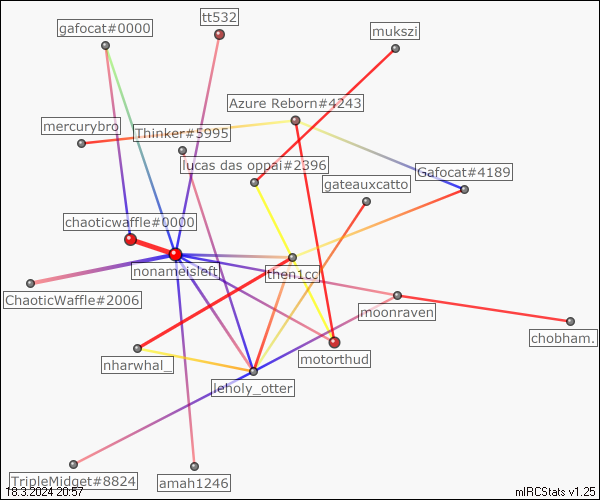 tt532
gafocat#0000
mukszi
Azure Reborn#4243
mercurybro
Thinker#5995
lucas das oppai#2396
Gafocat#4189
gateauxcatto
chaoticwaffle#0000
nonameisleft
then1cc
ChaoticWaffle#2006
moonraven
chobham.
motorthud
nharwhal_
leholy_otter
TripleMidget#8824
amah1246
18.3.2024 20:57
mIRCStats v1.25